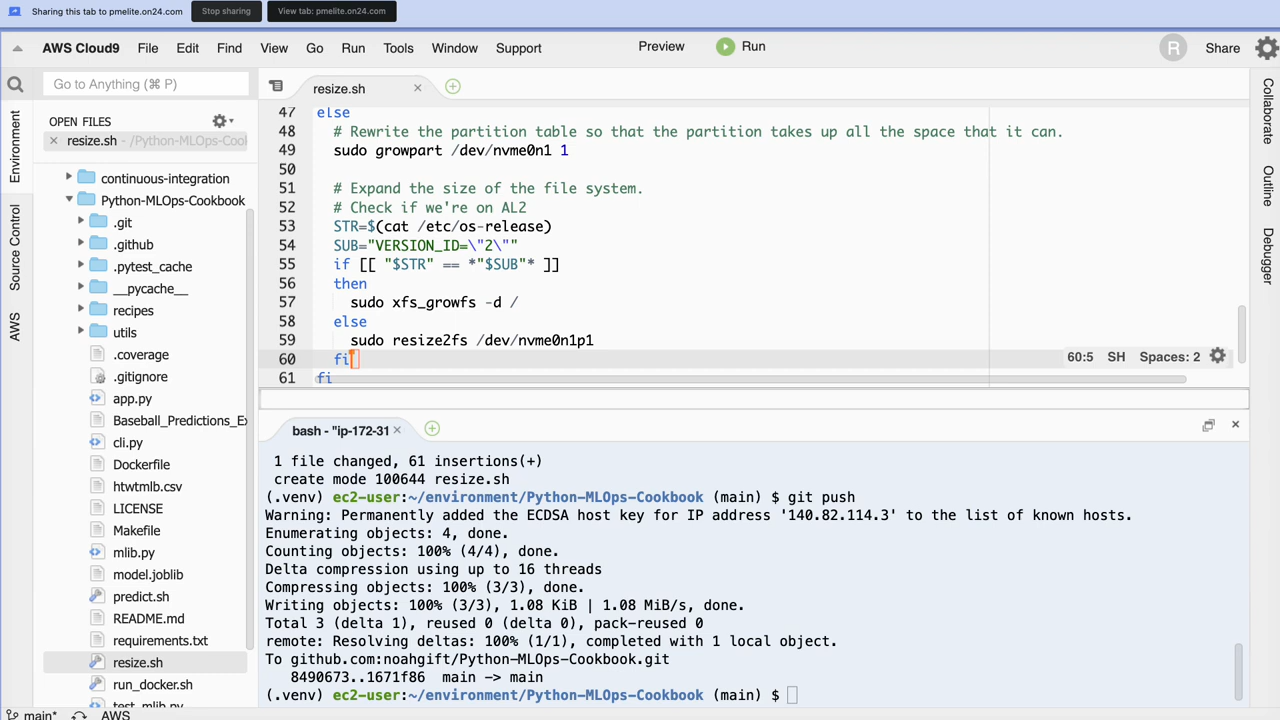 Sharing this tab to pmelite.on24.com Stop sharing View tab: pmelite.on24.com
AWS Cloud9 File Edit Find View Go Run Tools Window Support Preview Run R Share
Go to Anything (⌘ P)
resize.sh
OPEN FILES
resize.sh - /Python-MLOps-Cool
continuous-integration
Python-MLOps-Cookbook
.git
.github
.pytest_cache
__pycache__
recipes
utils
.coverage
.gitignore
app.py
Baseball_Predictions_Ex
cli.py
Dockerfile
htwtmlb.csv
LICENSE
Makefile
mlib.py
model.joblib
predict.sh
README.md
requirements.txt
resize.sh
run_docker.sh
test_mlib.py
main* AWS
Environment
Source Control
AWS
47 else
48 # Rewrite the partition table so that the partition takes up all the space that it can.
49 sudo growpart /dev/nvme0n1 1
50
51 # Expand the size of the file system.
52 # Check if we're on AL2
53 STR=$(cat /etc/os-release)
54 SUB="VERSION_ID=\"2\""
55 if [[ "$STR" == *"$SUB"* ]]
56 then
57 sudo xfs_growfs -d /
58 else
59 sudo resize2fs /dev/nvme0n1p1
60 fi
61 fi
60:5 SH Spaces: 2
bash - "ip-172-31
1 file changed, 61 insertions(+)
create mode 100644 resize.sh
(.venv) ec2-user:~/environment/Python-MLOps-Cookbook (main) $ git push
Warning: Permanently added the ECDSA host key for IP address '140.82.114.3' to the list of known hosts.
Enumerating objects: 4, done.
Counting objects: 100% (4/4), done.
Delta compression using up to 16 threads
Compressing objects: 100% (3/3), done.
Writing objects: 100% (3/3), 1.08 KiB | 1.08 MiB/s, done.
Total 3 (delta 1), reused 0 (delta 0), pack-reused 0
remote: Resolving deltas: 100% (1/1), completed with 1 local object.
To github.com:noahgift/Python-MLOps-Cookbook.git
8490673..1671f86 main -> main
(.venv) ec2-user:~/environment/Python-MLOps-Cookbook (main) $
Collaborate
Outline
Debugger